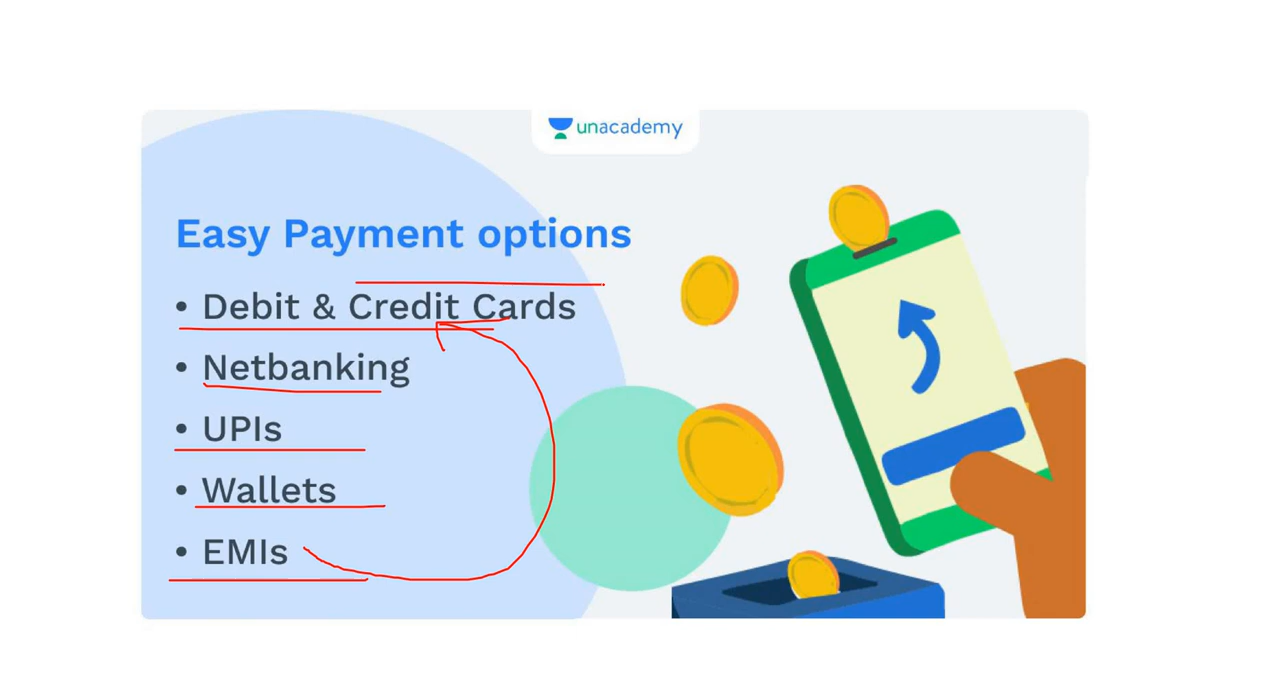 unacademy
Easy Payment options
• Debit & Credit Cards
• Netbanking
• UPIs
• Wallets
• EMIs